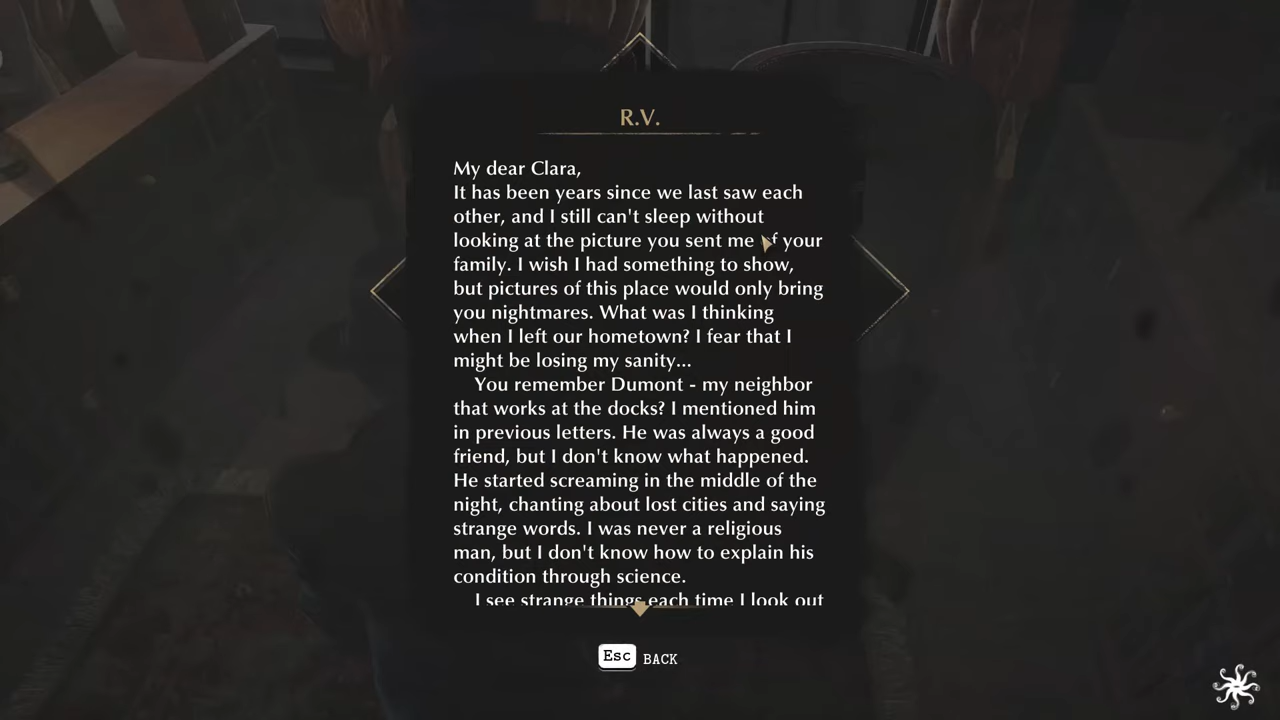 R.V.
My dear Clara,
It has been years since we last saw each
other, and I still can't sleep without
looking at the picture you sent me of your
family. I wish I had something to show,
but pictures of this place would only bring
you nightmares. What was I thinking
when I left our hometown? I fear that I
might be losing my sanity...
You remember Dumont - my neighbor
that works at the docks? I mentioned him
in previous letters. He was always a good
friend, but I don't know what happened.
He started screaming in the middle of the
night, chanting about lost cities and saying
strange words. I was never a religious
man, but I don't know how to explain his
condition through science.
I see strange things each time I look out
Esc BACK